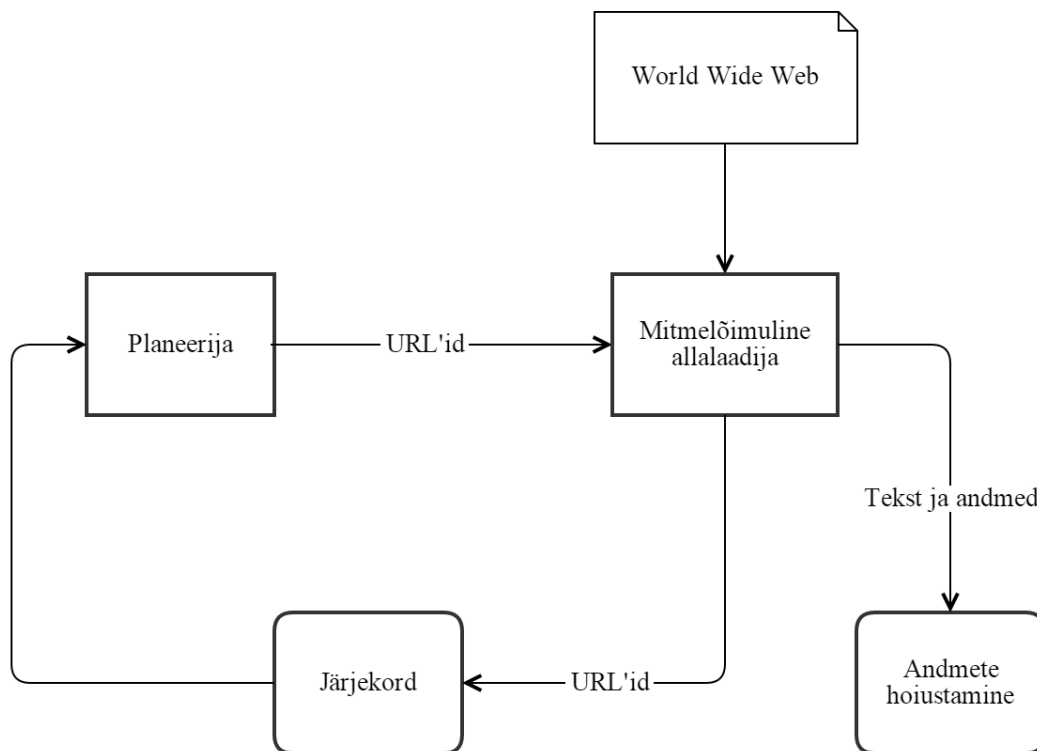 World Wide Web
Planeerija
URL'id
Mitmelõimuline
allalaadija
Tekst ja andmed
Järjekord
URL'id
Andmete
hoiustamine